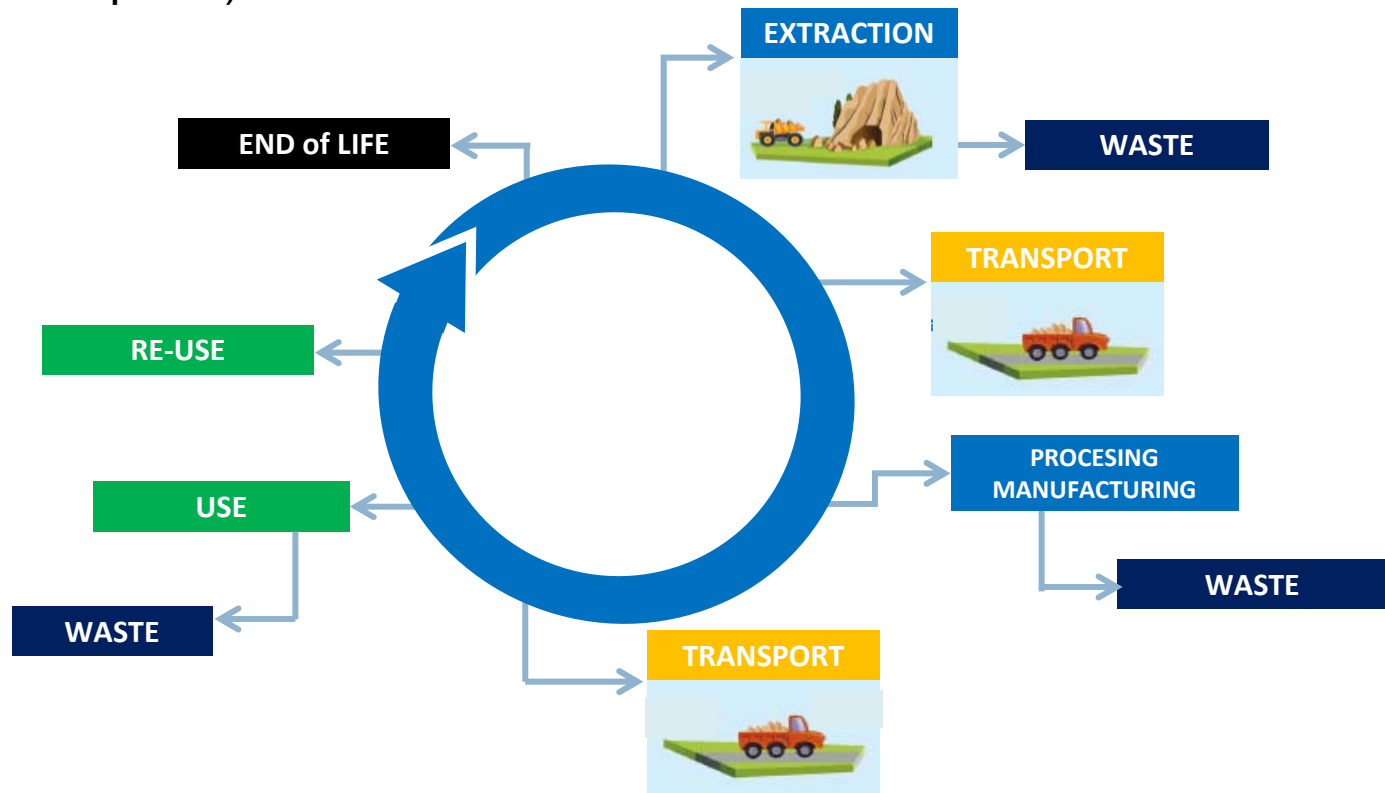 EXTRACTION
END of LIFE
WASTE
TRANSPORT
RE-USE
PROCESING
MANUFACTURING
USE
WASTE
WASTE
TRANSPORT